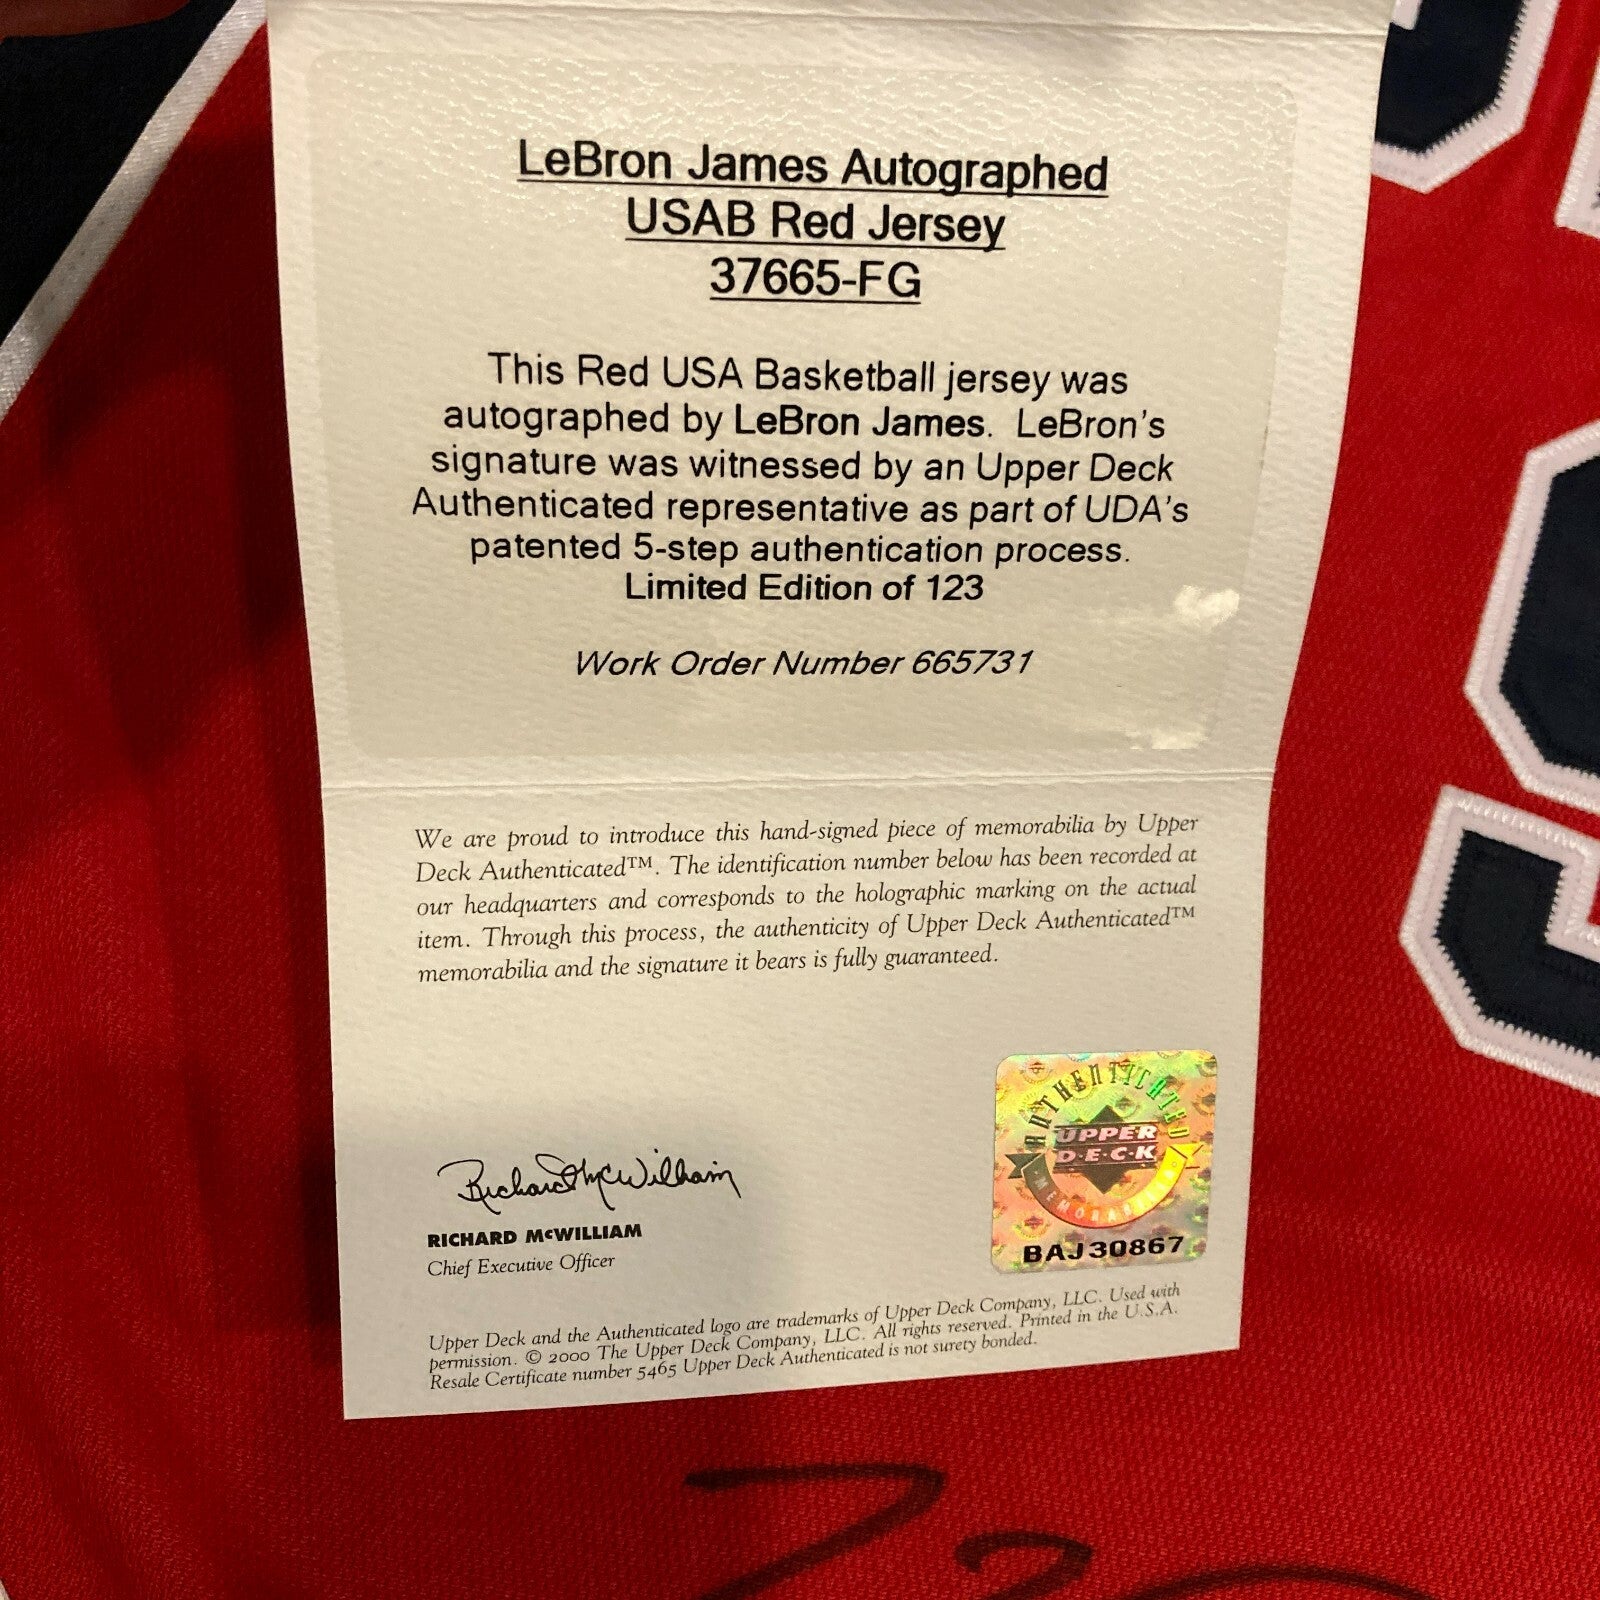 LeBron James Autographed
USAB Red Jersey
37665-FG
This Red USA Basketball jersey was
autographed by LeBron James. LeBron's
signature was witnessed by an Upper Deck
Authenticated representative as part of UDA's
patented 5-step authentication process.
Limited Edition of 123
Work Order Number 665731
We are proud to introduce this hand-signed piece of memorabilia by Upper
Deck Authenticated™. The identification number below has been recorded at
our headquarters and corresponds to the holographic marking on the actual
item. Through this process, the authenticity of Upper Deck Authenticated™
memorabilia and the signature it bears is fully guaranteed.
Richard McWilliam
RICHARD McWILLIAM
Chief Executive Officer
AUTHENTICATED
UPPER
D·E·C·K
MEMORABILIA
BAJ30867
Upper Deck and the Authenticated logo are trademarks of Upper Deck Company, LLC. Used with
permission. © 2000 The Upper Deck Company, LLC. All rights reserved. Printed in the U.S.A.
Resale Certificate number 5465 Upper Deck Authenticated is not surety bonded.